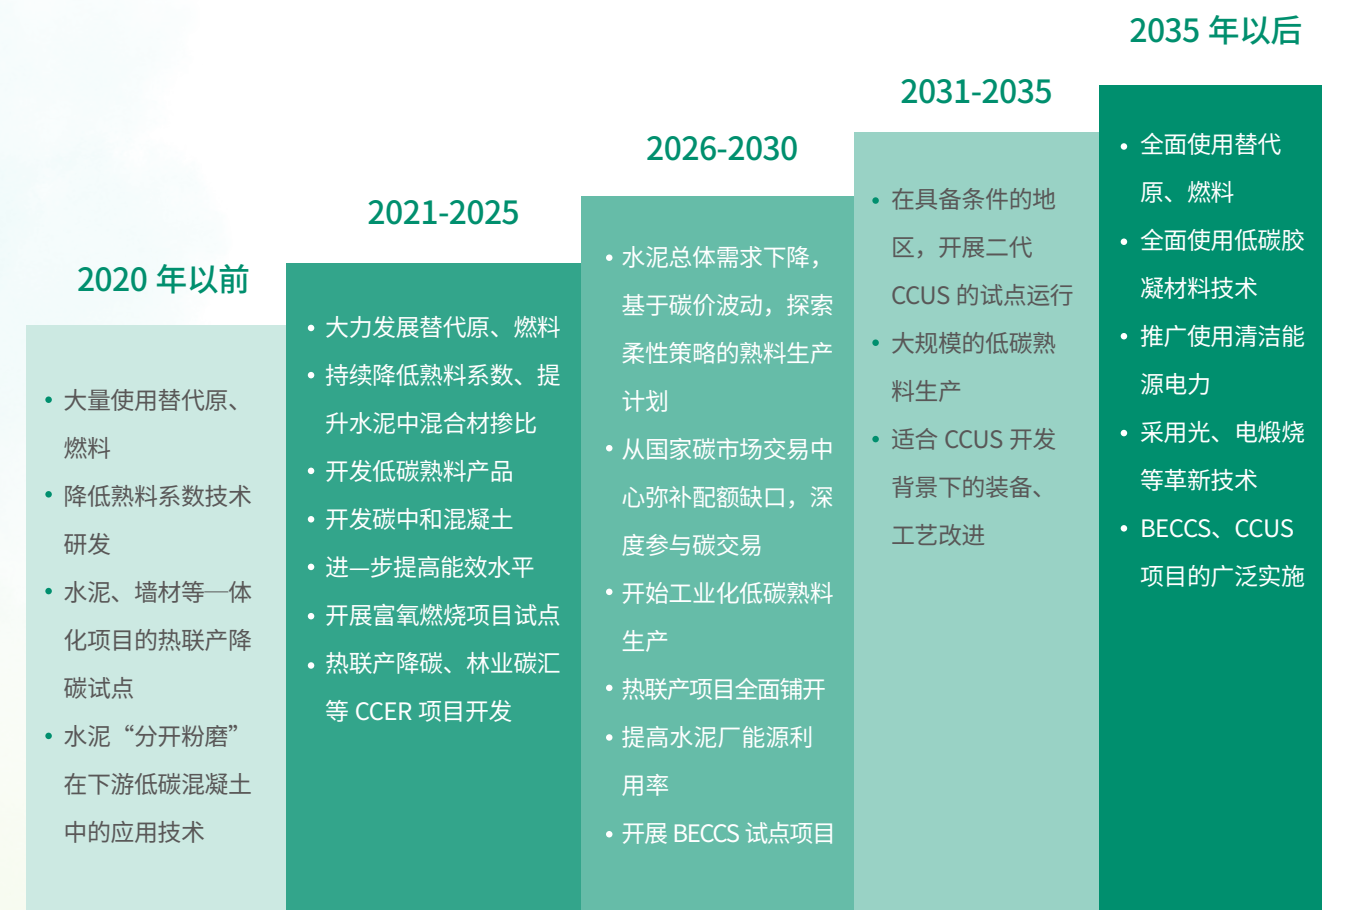 2020 年以前
大量使用替代原、
燃料
降低熟料系数技术
研发
水泥、墙材等一体
化项目的热联产降
碳试点
水泥“分开粉磨”
在下游低碳混凝土
中的应用技术
2021-2025
大力发展替代原、燃料
持续降低熟料系数、提
升水泥中混合材掺比
开发低碳熟料产品
开发碳中和混凝土
进一步提高能效水平
开展富氧燃烧项目试点
热联产降碳、林业碳汇
等 CCER 项目开发
2026-2030
水泥总体需求下降，
基于碳价波动，探索
柔性策略的熟料生产
计划
从国家碳市场交易中
心弥补配额缺口，深
度参与碳交易
开始工业化低碳熟料
生产
热联产项目全面铺开
提高水泥厂能源利
用率
开展 BECCS 试点项目
2031-2035
在具备条件的地
区，开展二代
CCUS 的试点运行
大规模的低碳熟
料生产
适合 CCUS 开发
背景下的装备、
工艺改进
2035 年以后
全面使用替代
原、燃料
全面使用低碳胶
凝材料技术
推广使用清洁能
源电力
采用光、电煅烧
等革新技术
BECCS、CCUS
项目的广泛实施